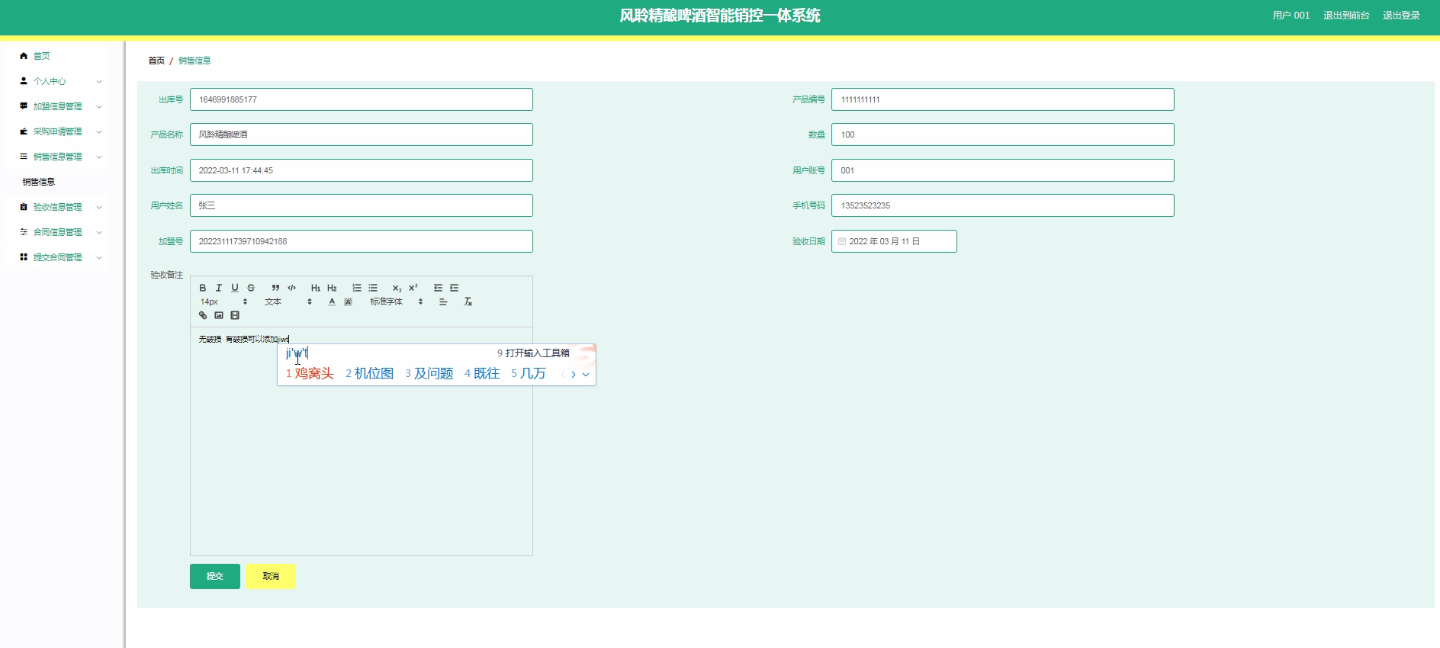 风聆精酿啤酒智能销控一体系统
用户 001 退出到前台 退出登录
首页
个人中心
加盟信息管理
采购申请管理
销售信息管理
销售信息
验收信息管理
合同信息管理
提交合同管理
首页 / 销售信息
出库号 1646991885177 产品编号 1111111111
产品名称 风聆精酿啤酒 数量 100
出库时间 2022-03-11 17:44:45 用户账号 001
用户姓名 张三 手机号码 13523523235
加盟号 20223111739710942188 验收日期 2022 年 03 月 11 日
验收备注
B I U S H1 H2 X₂ X²
14px 文本 A 标准字体
无破损 有破损可以添加jiwt
ji'w't 9 打开输入工具箱
1 鸡窝头 2 机位图 3 及问题 4 既往 5 几万
提交 取消